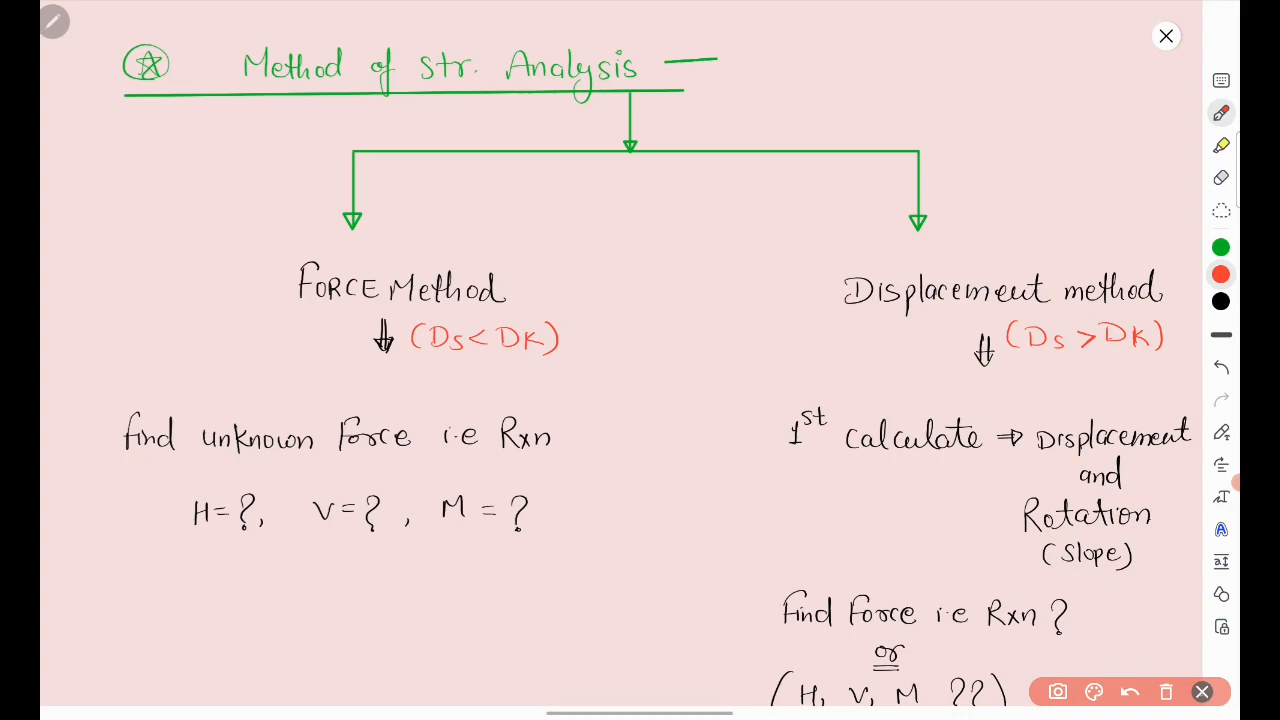 Method of Str. Analysis —
FORCE Method
(Ds < DK)
find unknown Force i.e Rxn
H = ?, V = ?, M = ?
Displacement method
(Ds > DK)
1st calculate ⇒ Displacement
and
Rotation
(Slope)
Find Force i.e Rxn ?
or
(H, V, M ??)